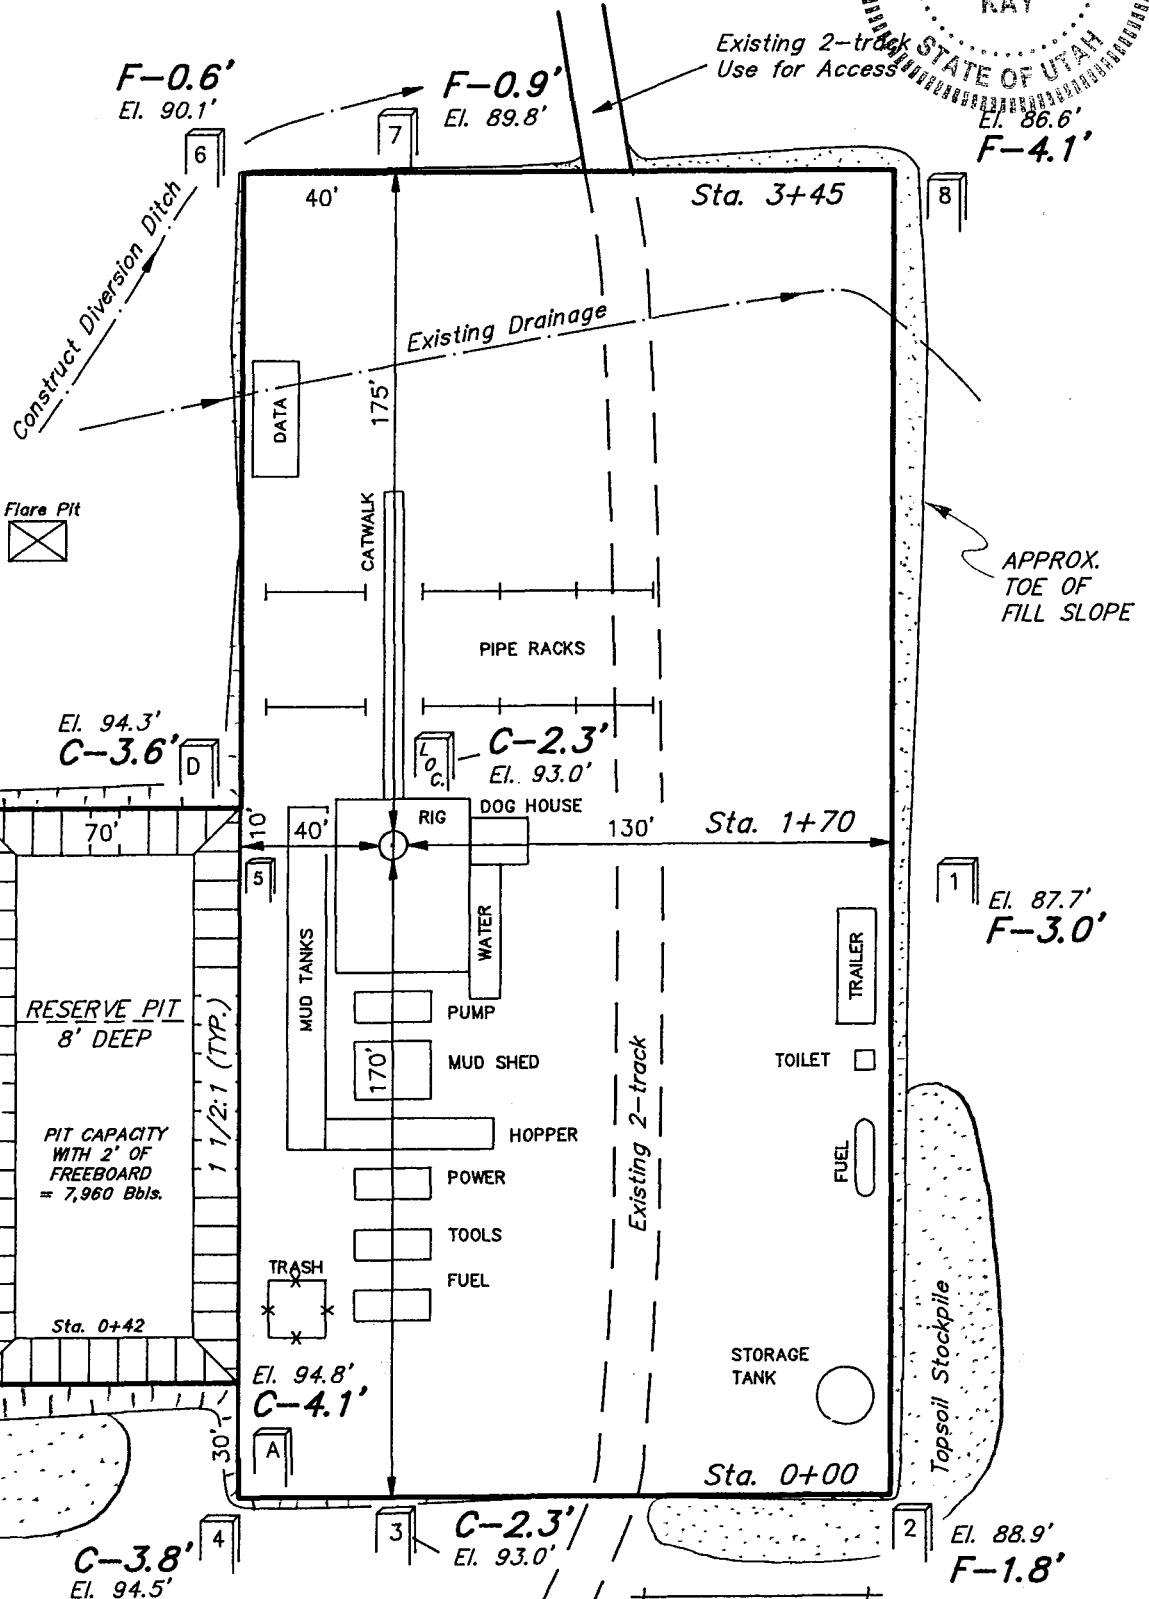 KAY
STATE OF UTAH
Existing 2-track
Use for Access
F-0.6'
El. 90.1'
F-0.9'
El. 89.8'
El. 86.6'
F-4.1'
6
7
8
40'
Sta. 3+45
Construct Diversion Ditch
Existing Drainage
175'
DATA
CATWALK
Flare Pit
APPROX.
TOE OF
FILL SLOPE
PIPE RACKS
El. 94.3'
C-3.6'
D
LOC.
C-2.3'
El. 93.0'
70'
10'
40'
RIG
DOG HOUSE
130'
Sta. 1+70
5
1
El. 87.7'
F-3.0'
MUD TANKS
WATER
TRAILER
RESERVE PIT
8' DEEP
1 1/2:1 (TYP.)
PUMP
170'
MUD SHED
TOILET
Existing 2-track
PIT CAPACITY
WITH 2' OF
FREEBOARD
= 7,960 Bbls.
HOPPER
FUEL
POWER
TOOLS
TRASH
FUEL
Sta. 0+42
STORAGE
TANK
Topsoil Stockpile
El. 94.8'
C-4.1'
A
30'
Sta. 0+00
4
3
2
C-3.8'
El. 94.5'
C-2.3'
El. 93.0'
El. 88.9'
F-1.8'